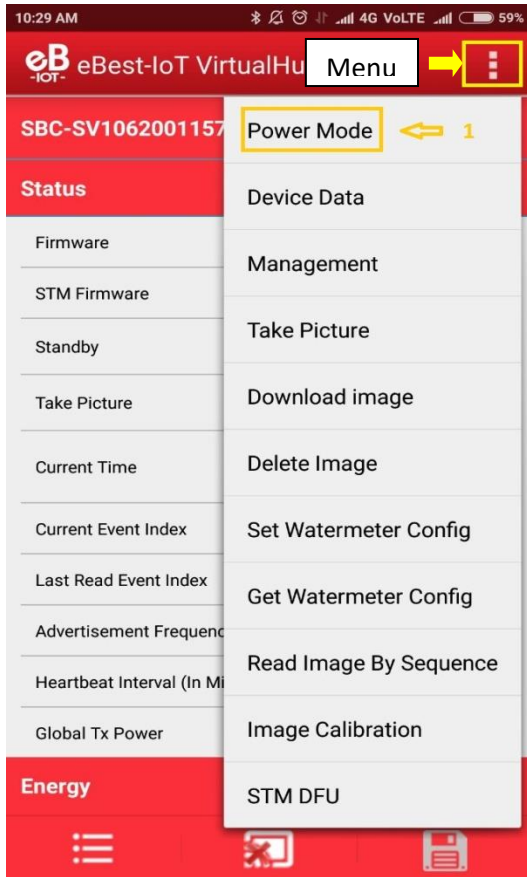 10:29 AM 4G VoLTE 59%
eB -IOT- eBest-IoT VirtualHu Menu
SBC-SV1062001157
Power Mode 1
Status
Device Data
Firmware
Management
STM Firmware
Take Picture
Standby
Download image
Take Picture
Delete Image
Current Time
Set Watermeter Config
Current Event Index
Get Watermeter Config
Last Read Event Index
Advertisement Frequenc
Read Image By Sequence
Heartbeat Interval (In Mi
Image Calibration
Global Tx Power
STM DFU
Energy